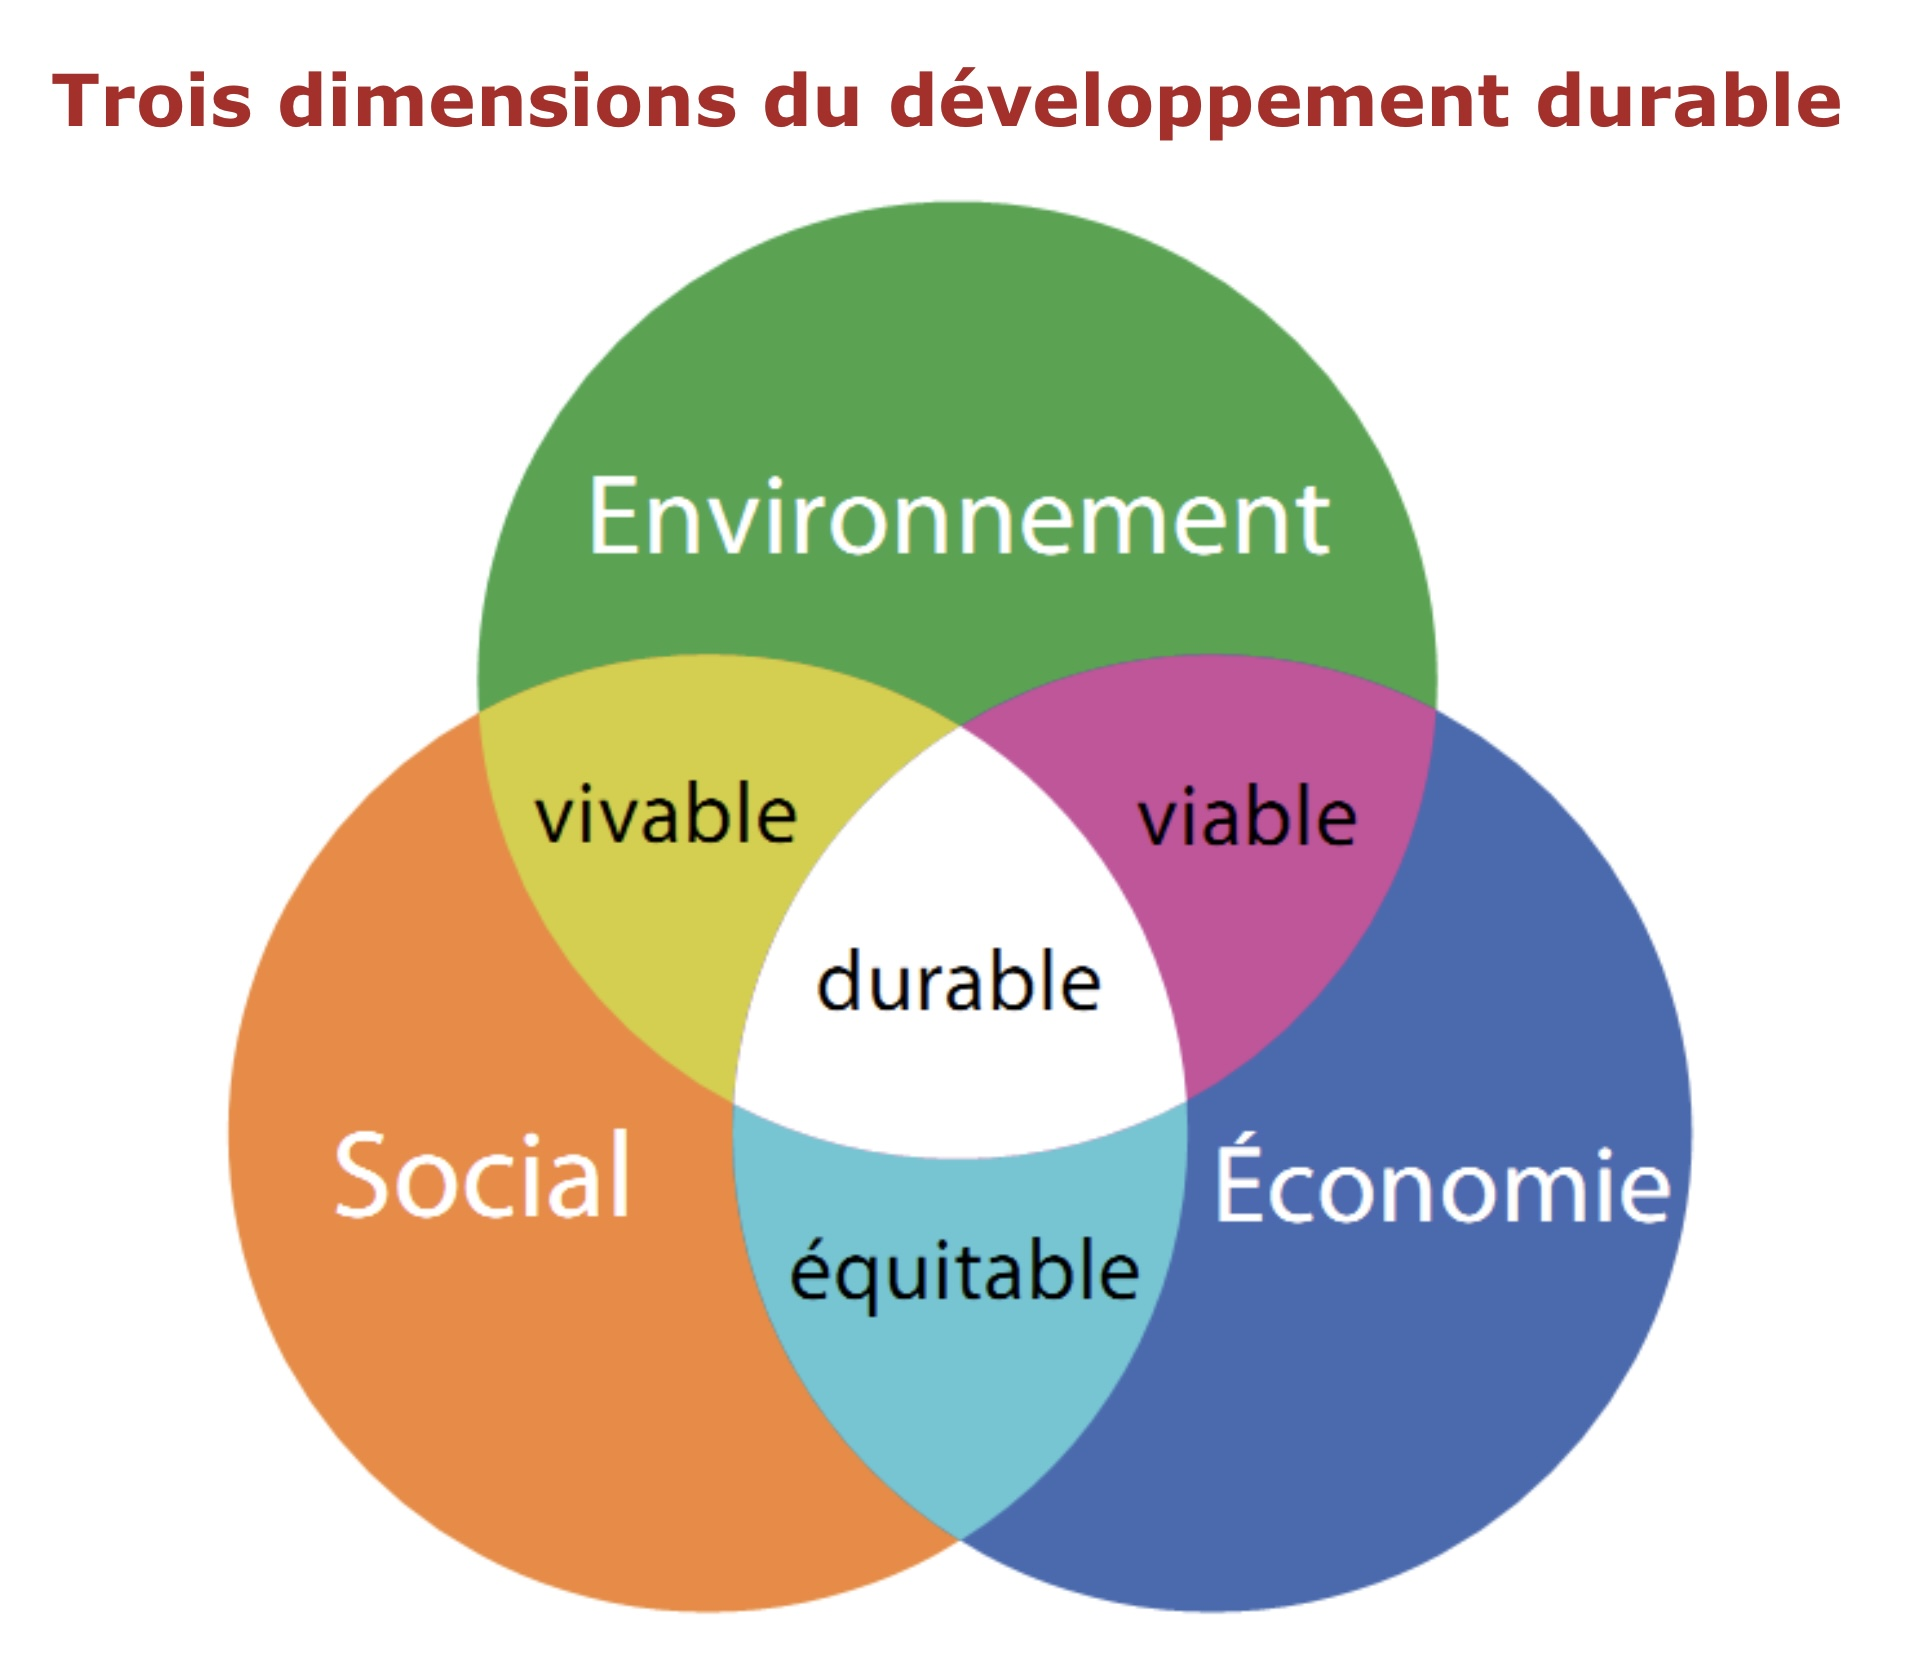 Trois dimensions du développement durable
Environnement
vivable
viable
durable
Social
Économie
équitable